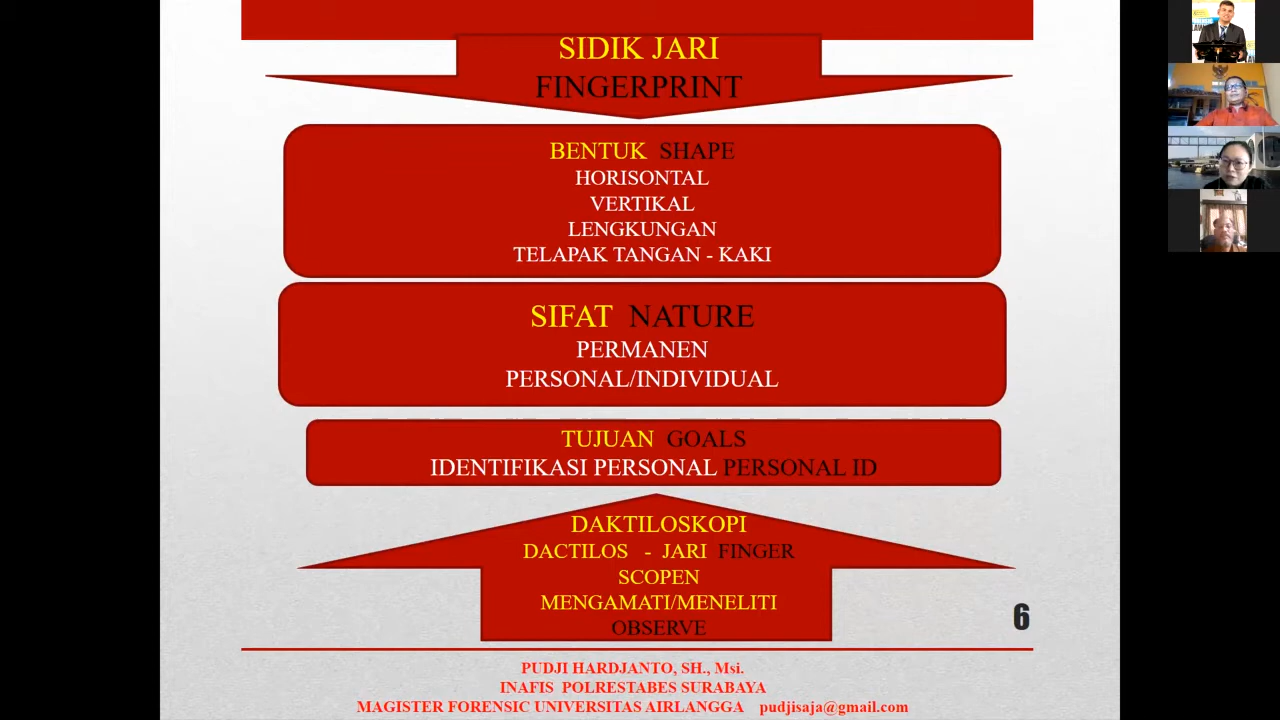 SIDIK JARI
FINGERPRINT
BENTUK SHAPE
HORISONTAL
VERTIKAL
LENGKUNGAN
TELAPAK TANGAN - KAKI
SIFAT NATURE
PERMANEN
PERSONAL/INDIVIDUAL
TUJUAN GOALS
IDENTIFIKASI PERSONAL PERSONAL ID
DAKTILOSKOPI
DACTILOS - JARI FINGER
SCOPEN
MENGAMATI/MENELITI
OBSERVE
6
PUDJI HARDJANTO, SH., Msi.
INAFIS POLRESTABES SURABAYA
MAGISTER FORENSIC UNIVERSITAS AIRLANGGA pudjisaja@gmail.com